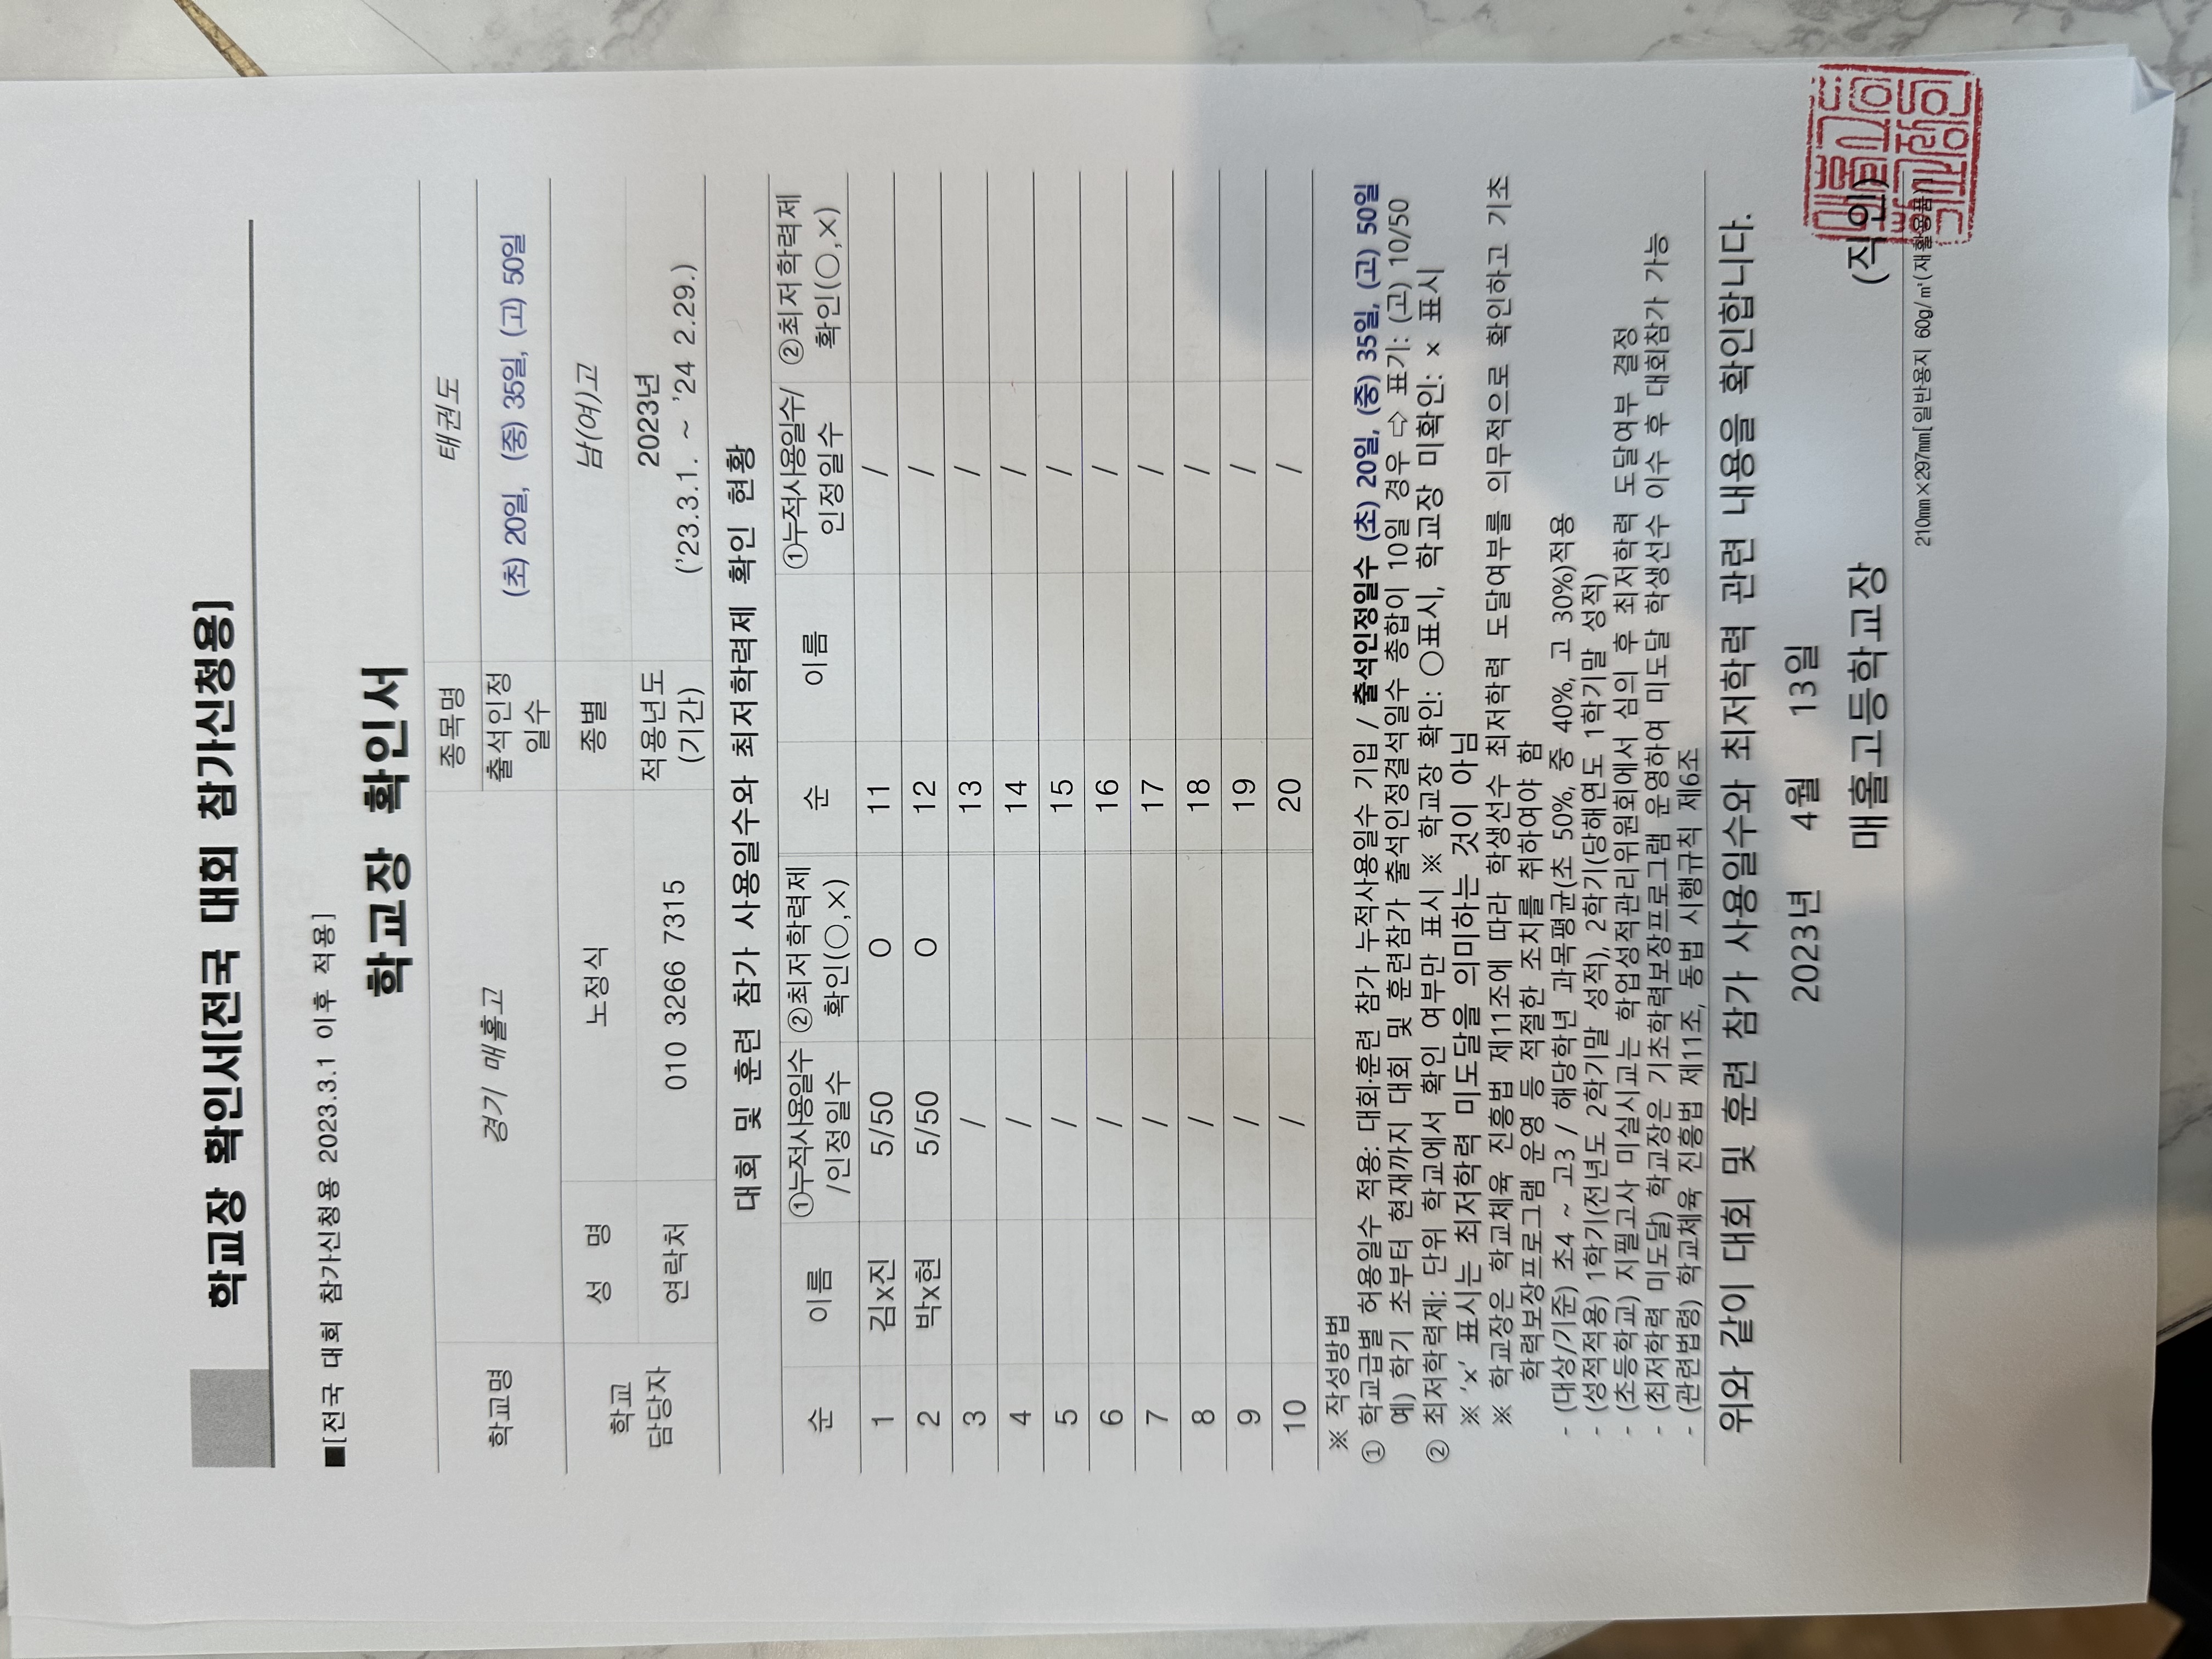 학교장 확인서[전국 대회 참가신청용]
■[전국 대회 참가신청용 2023.3.1 이후 적용]
학교장 확인서
학교명 경기/ 매홀고 종목명 태권도
출석인정일수 (초) 20일, (중) 35일, (고) 50일
학교 담당자 성 명 노정식 종별 남(여)고
연락처 010 3266 7315 적용년도 (기간) 2023년 ('23.3.1. ~ '24 2.29.)
대회 및 훈련 참가 사용일수와 최저학력제 확인 현황
순 이름 ①누적사용일수/인정일수 ②최저학력제 확인(○,×) 순 이름 ①누적사용일수/인정일수 ②최저학력제 확인(○,×)
1 김x진 5/50 O 11 /
2 박x현 5/50 O 12 /
3 / 13 /
4 / 14 /
5 / 15 /
6 / 16 /
7 / 17 /
8 / 18 /
9 / 19 /
10 / 20 /
※ 작성방법
① 학교급별 허용일수 적용: 대회·훈련 참가 누적사용일수 기입 / 출석인정일수 (초) 20일, (중) 35일, (고) 50일
예) 학기 초부터 현재까지 대회 및 훈련참가 출석인정결석일수 총합이 10일 경우 ⇨ 표기: (고) 10/50
② 최저학력제: 단위 학교에서 확인 여부만 표시 ※ 학교장 확인: ○표시, 학교장 미확인: × 표시
※ 'x' 표시는 최저학력 미도달을 의미하는 것이 아님
※ 학교장은 학교체육 진흥법 제11조에 따라 학생선수 최저학력 도달여부를 의무적으로 확인하고 기초
학력보장프로그램 운영 등 적절한 조치를 취하여야 함
- (대상/기준) 초4 ~ 고3 / 해당학년 과목평균(초 50%, 중 40%, 고 30%)적용
- (성적적용) 1학기(전년도 2학기말 성적), 2학기(당해연도 1학기말 성적)
- (초등학교) 지필고사 미실시교는 학업성적관리위원회에서 심의 후 최저학력 도달여부 결정
- (최저학력 미도달) 학교장은 기초학력보장프로그램 운영하여 미도달 학생선수 이수 후 대회참가 가능
- (관련법령) 학교체육 진흥법 제11조, 동법 시행규칙 제6조
위와 같이 대회 및 훈련 참가 사용일수와 최저학력 관련 내용을 확인합니다.
2023년 4월 13일
매홀고등학교장 (직인)
210㎜×297㎜[일반용지 60g/㎡(재활용품)]